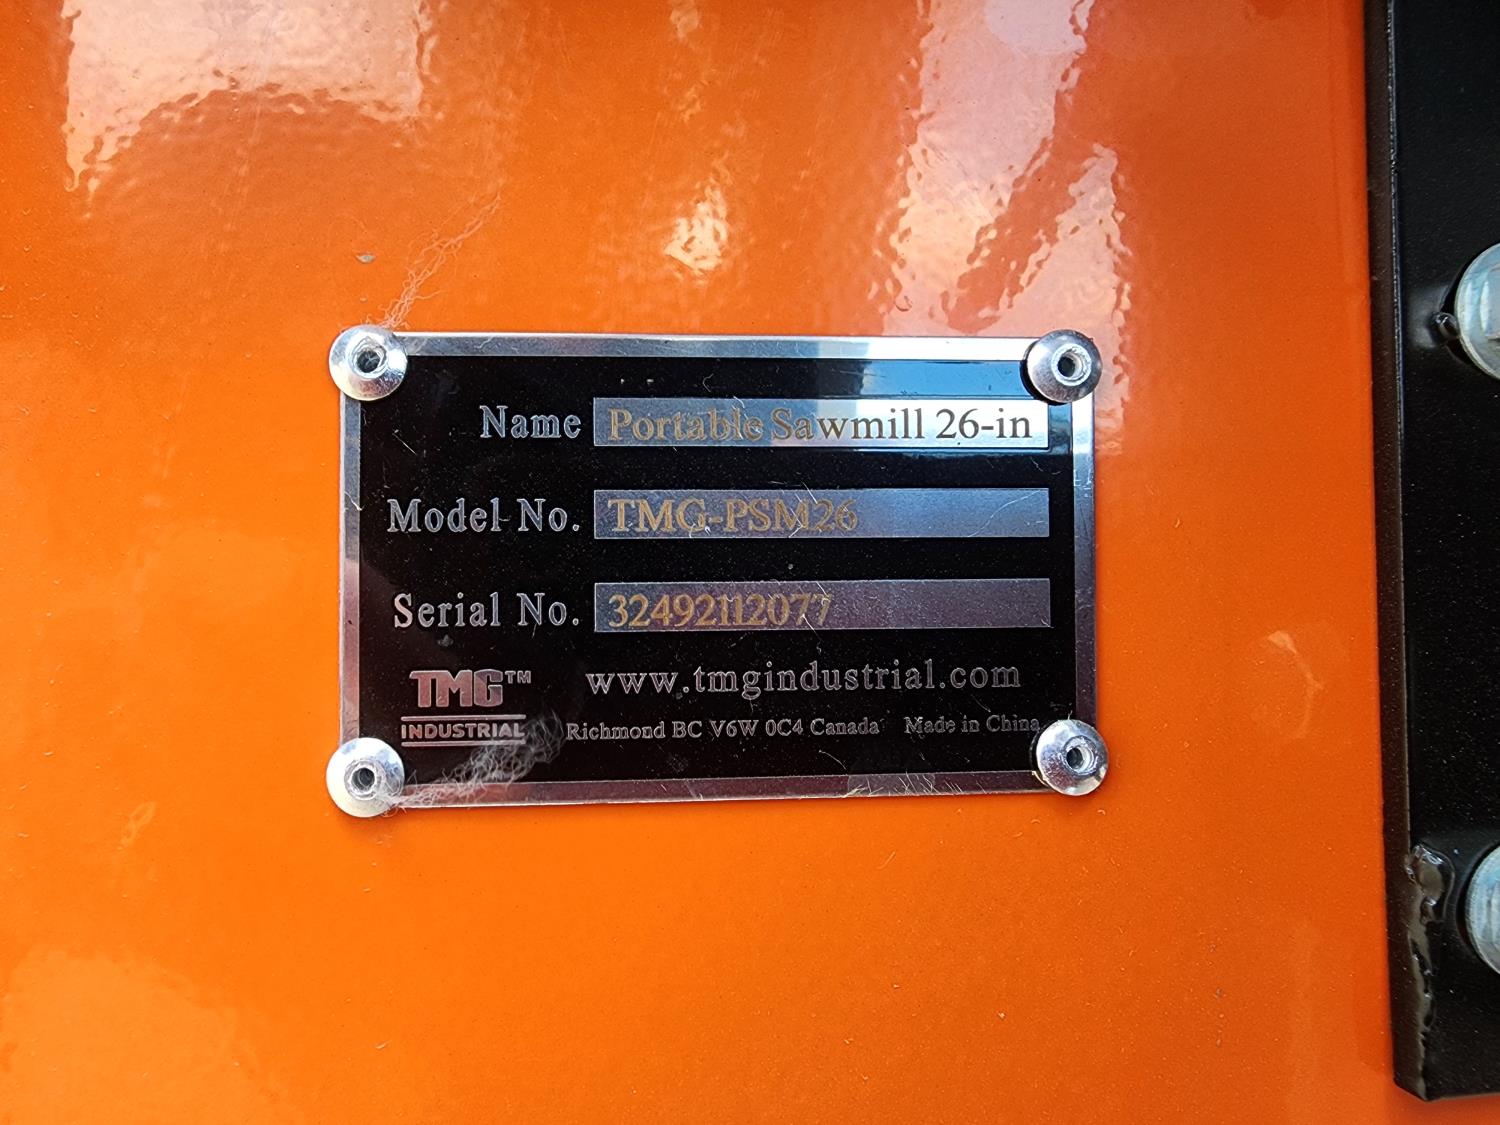 Name Portable Sawmill 26-in
Model No. TMG-PSM26
Serial No. 32492112077
TMG™ www.tmgindustrial.com
INDUSTRIAL Richmond BC V6W 0C4 Canada Made in China